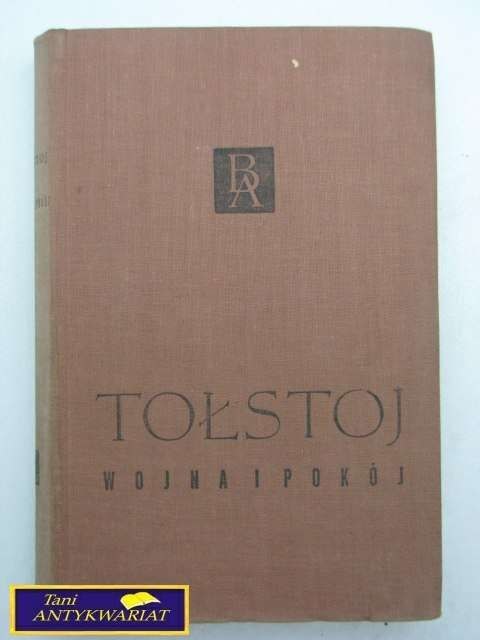 BA
TOŁSTOJ
WOJNA I POKÓJ
Tani
ANTYKWARIAT